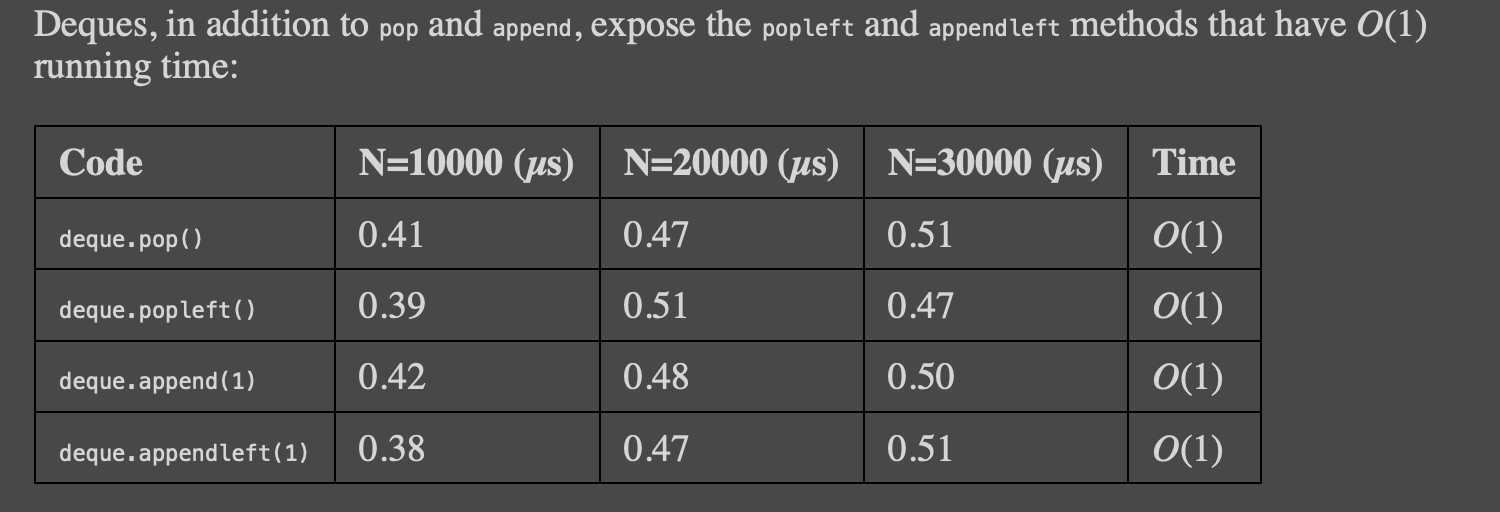 Deques, in addition to pop and append, expose the popleft and appendleft methods that have O(1)
running time:
Code N=10000 (μs) N=20000 (μs) N=30000 (μs) Time
deque.pop() 0.41 0.47 0.51 O(1)
deque.popleft() 0.39 0.51 0.47 O(1)
deque.append(1) 0.42 0.48 0.50 O(1)
deque.appendleft(1) 0.38 0.47 0.51 O(1)